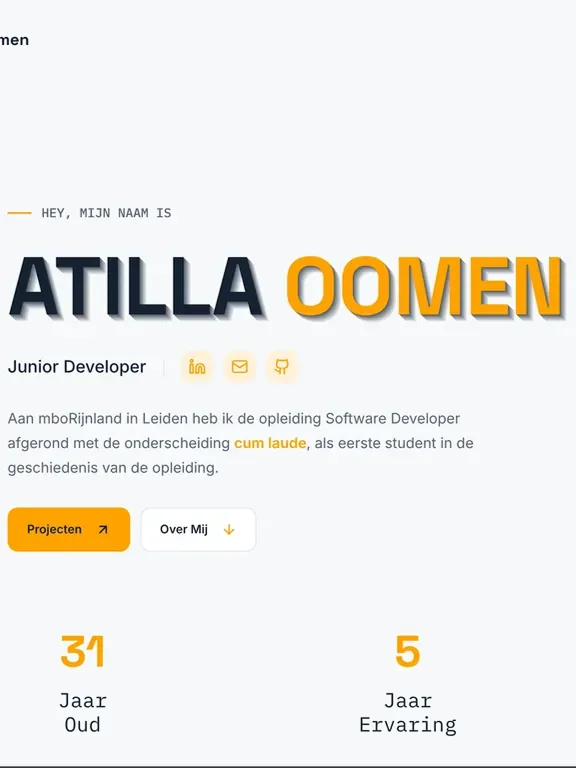 men
HEY, MIJN NAAM IS
ATILLA OOMEN
Junior Developer
Aan mboRijnland in Leiden heb ik de opleiding Software Developer
afgerond met de onderscheiding cum laude, als eerste student in de
geschiedenis van de opleiding.
Projecten
Over Mij
31
Jaar
Oud
5
Jaar
Ervaring